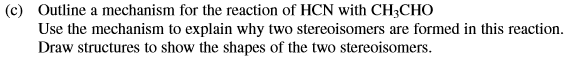 (c) Outline a mechanism for the reaction of HCN with CH₃CHO
Use the mechanism to explain why two stereoisomers are formed in this reaction.
Draw structures to show the shapes of the two stereoisomers.